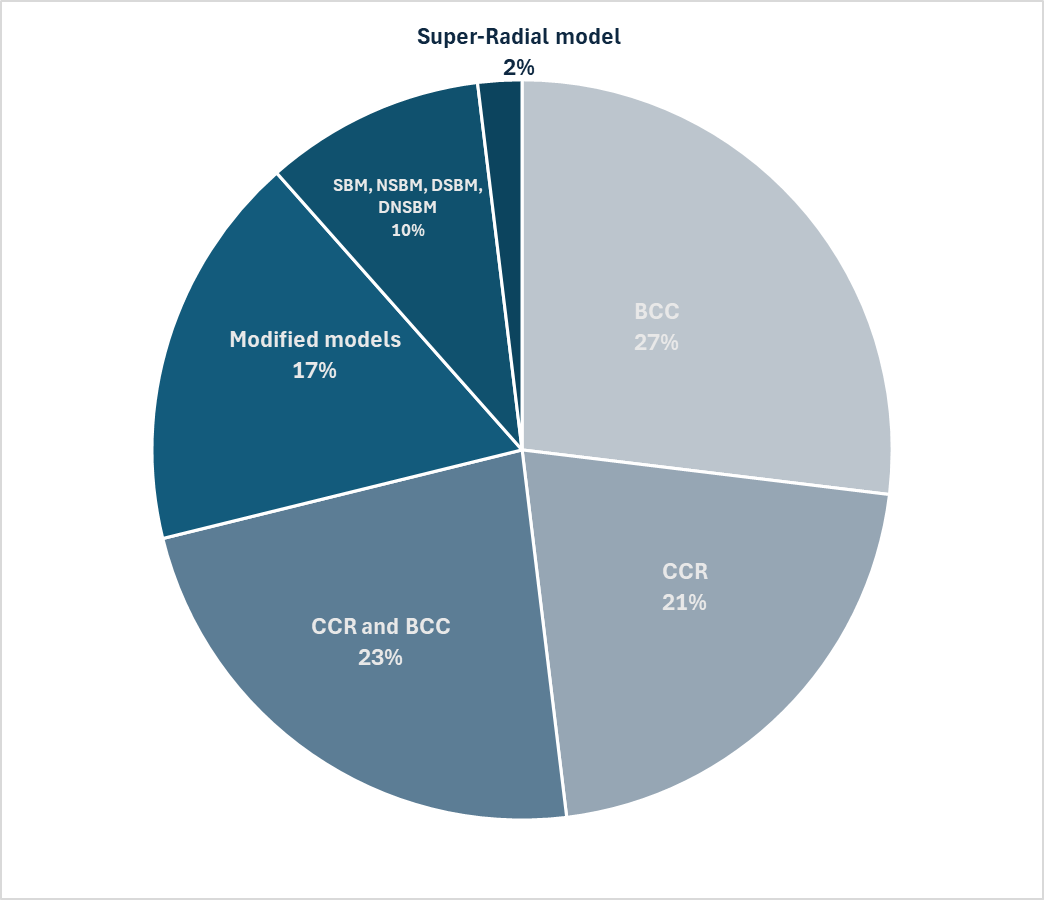 Super-Radial model
2%
SBM, NSBM, DSBM,
DNSBM
10%
BCC
27%
Modified models
17%
CCR
21%
CCR and BCC
23%